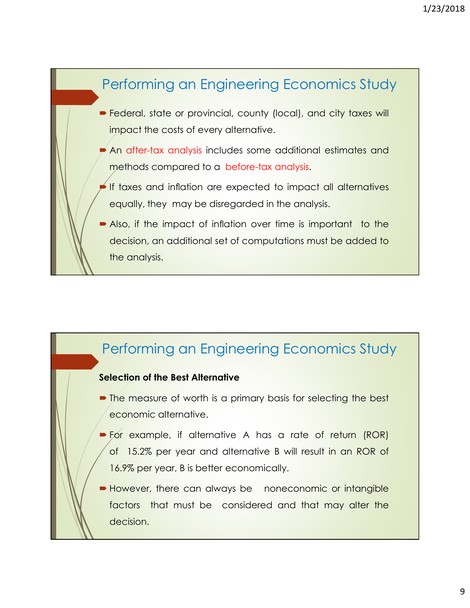 1/23/2018
Performing an Engineering Economics Study
Federal, state or provincial, county (local), and city taxes will
impact the costs of every alternative.
An after-tax analysis includes some additional estimates and
methods compared to a before-tax analysis.
If taxes and inflation are expected to impact all alternatives
equally, they may be disregarded in the analysis.
Also, if the impact of inflation over time is important to the
decision, an additional set of computations must be added to
the analysis.
Performing an Engineering Economics Study
Selection of the Best Alternative
The measure of worth is a primary basis for selecting the best
economic alternative.
For example, if alternative A has a rate of return (ROR)
of 15.2% per year and alternative B will result in an ROR of
16.9% per year, B is better economically.
However, there can always be noneconomic or intangible
factors that must be considered and that may alter the
decision.
9